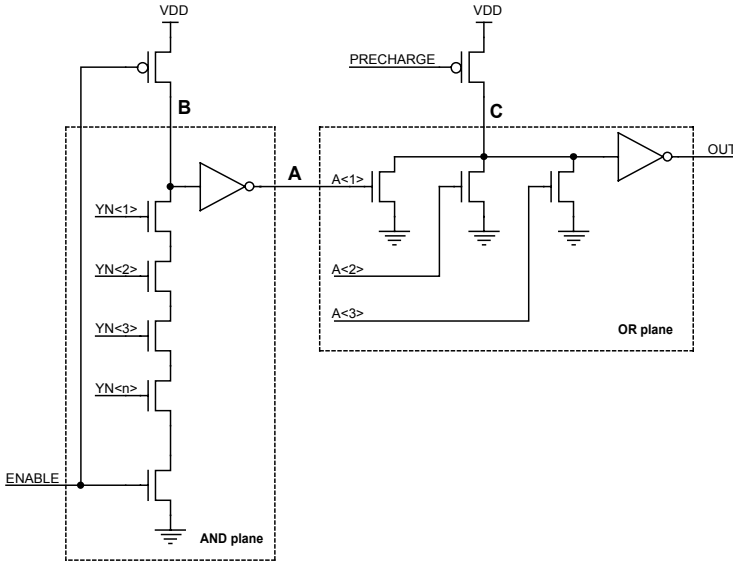 VDD
VDD
PRECHARGE
B
C
A
A<1>
OUT
YN<1>
YN<2>
A<2>
A<3>
YN<3>
OR plane
YN<n>
ENABLE
AND plane